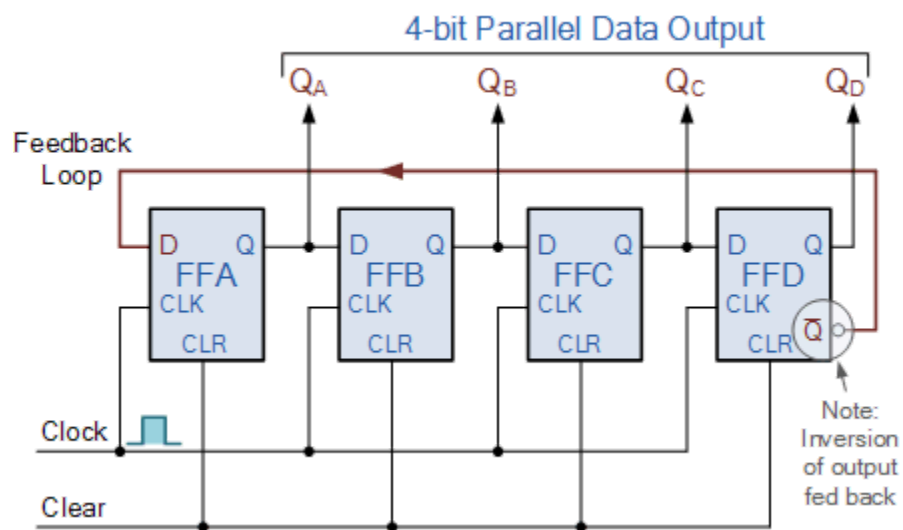 4-bit Parallel Data Output
QA QB QC QD
Feedback
Loop
D Q D Q D Q D Q
FFA FFB FFC FFD
CLK CLK CLK CLK
Q̅
CLR CLR CLR CLR
Clock
Note:
Inversion
of output
fed back
Clear